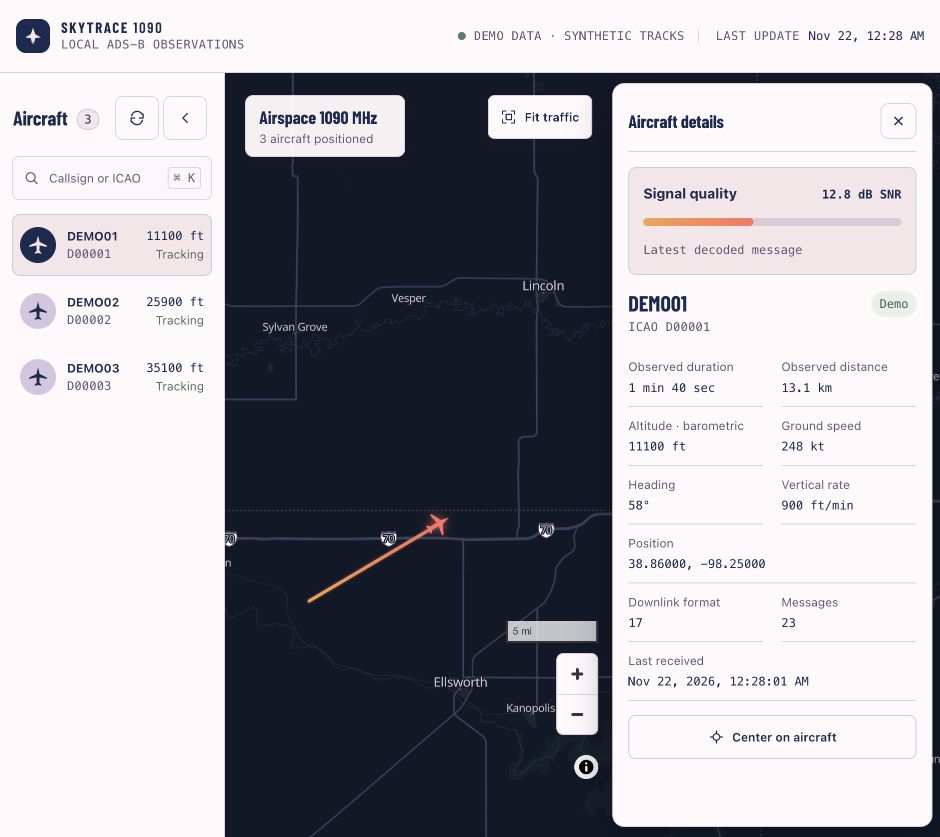 SKYTRACE 1090
LOCAL ADS-B OBSERVATIONS
DEMO DATA · SYNTHETIC TRACKS
LAST UPDATE Nov 22, 12:28 AM
Aircraft 3
Callsign or ICAO ⌘ K
DEMO01 11100 ft
D00001 Tracking
DEMO02 25900 ft
D00002 Tracking
DEMO03 35100 ft
D00003 Tracking
Airspace 1090 MHz
3 aircraft positioned
Fit traffic
Lincoln
Vesper
Sylvan Grove
70
70
70
n
5 mi
Ellsworth
Kanopolis
+
−
Aircraft details
Signal quality 12.8 dB SNR
Latest decoded message
DEMO01 Demo
ICAO D00001
Observed duration Observed distance
1 min 40 sec 13.1 km
Altitude · barometric Ground speed
11100 ft 248 kt
Heading Vertical rate
58° 900 ft/min
Position
38.86000, −98.25000
Downlink format Messages
17 23
Last received
Nov 22, 2026, 12:28:01 AM
Center on aircraft